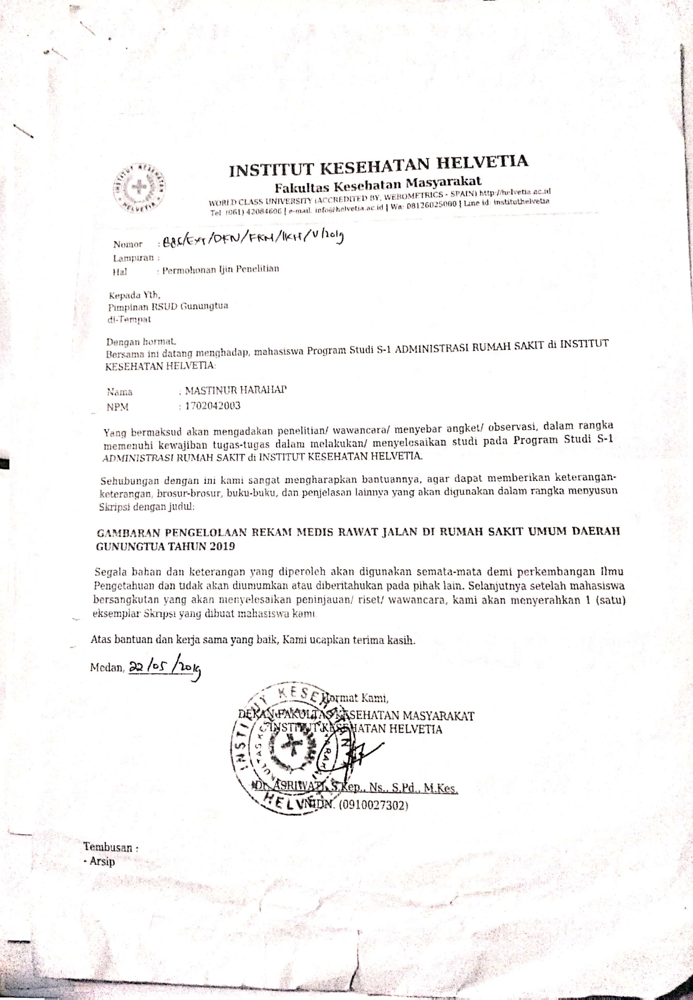 INSTITUT KESEHATAN HELVETIA
Fakultas Kesehatan Masyarakat
WORLD CLASS UNIVERSITY (ACCREDITED BY. WEBOMETRICS - SPAIN) http://helvetia.ac.id
Tel. (061) 42084606 | e-mail. info@helvetia.ac.id | Wa: 08126025000 | Line id: instituthelvetia
INSTITUT KESEHATAN HELVETIA
Nomor : /EXT/DKN/FKM/IKH/V/2019
Lampiran :
Hal : Permohonan Ijin Penelitian
Kepada Yth,
Pimpinan RSUD Gunungtua
di-Tempat
Dengan hormat,
Bersama ini datang menghadap, mahasiswa Program Studi S-1 ADMINISTRASI RUMAH SAKIT di INSTITUT
KESEHATAN HELVETIA:
Nama : MASTINUR HARAHAP
NPM : 1702042003
Yang bermaksud akan mengadakan penelitian/ wawancara/ menyebar angket/ observasi, dalam rangka
memenuhi kewajiban tugas-tugas dalam melakukan/ menyelesaikan studi pada Program Studi S-1
ADMINISTRASI RUMAH SAKIT di INSTITUT KESEHATAN HELVETIA.
Sehubungan dengan ini kami sangat mengharapkan bantuannya, agar dapat memberikan keterangan-
keterangan, brosur-brosur, buku-buku, dan penjelasan lainnya yang akan digunakan dalam rangka menyusun
Skripsi dengan judul:
GAMBARAN PENGELOLAAN REKAM MEDIS RAWAT JALAN DI RUMAH SAKIT UMUM DAERAH
GUNUNGTUA TAHUN 2019
Segala bahan dan keterangan yang diperoleh akan digunakan semata-mata demi perkembangan Ilmu
Pengetahuan dan tidak akan diumumkan atau diberitahukan pada pihak lain. Selanjutnya setelah mahasiswa
bersangkutan yang akan menyelesaikan peninjauan/ riset/ wawancara, kami akan menyerahkan 1 (satu)
eksemplar Skripsi yang dibuat mahasiswa kami.
Atas bantuan dan kerja sama yang baik, Kami ucapkan terima kasih.
Medan, 22/05/2019
Hormat Kami,
DEKAN FAKULTAS KESEHATAN MASYARAKAT
INSTITUT KESEHATAN HELVETIA
INSTITUT KESEHATAN HELVETIA
Dr. ASRIWATI, S.Kep., Ns., S.Pd., M.Kes.
NIDN. (0910027302)
Tembusan :
- Arsip